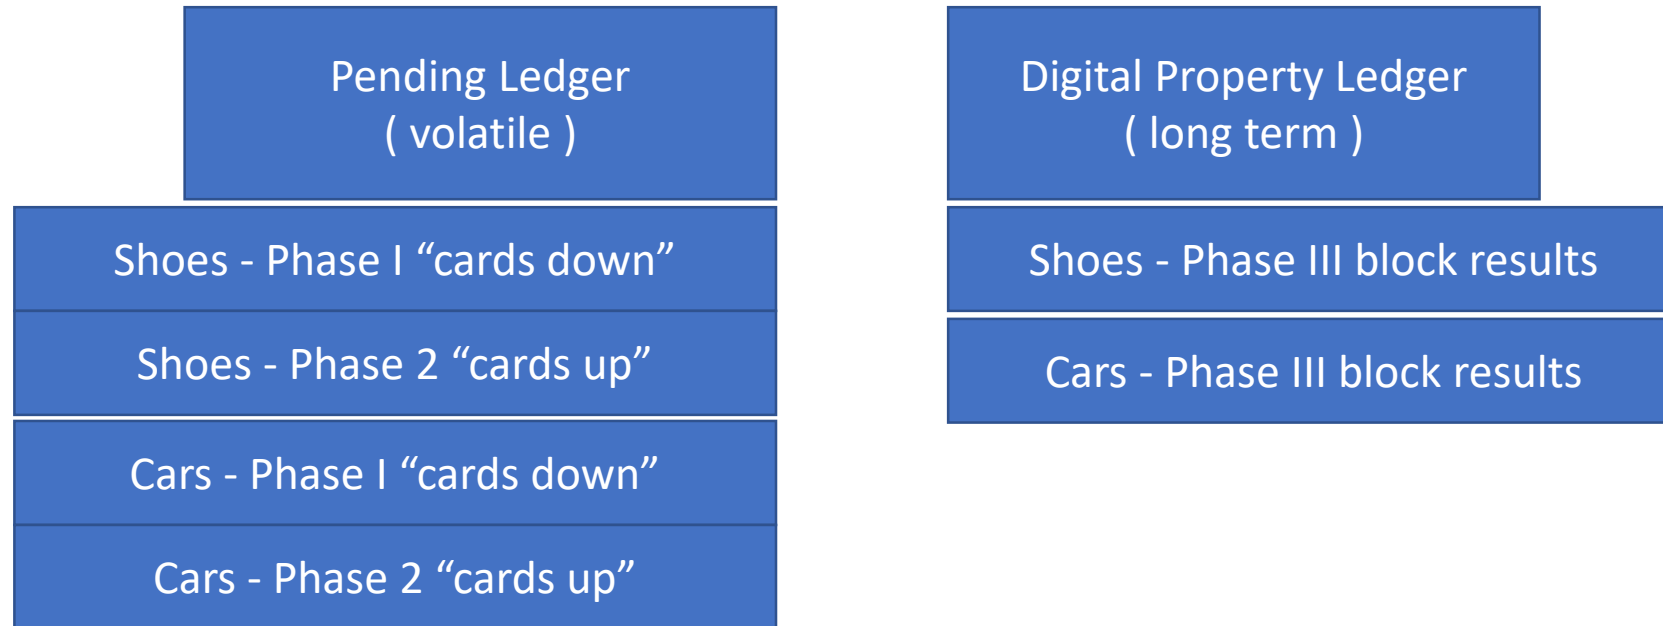 Pending Ledger
( volatile )
Shoes - Phase I “cards down”
Shoes - Phase 2 “cards up”
Cars - Phase I “cards down”
Cars - Phase 2 “cards up”
Digital Property Ledger
( long term )
Shoes - Phase III block results
Cars - Phase III block results